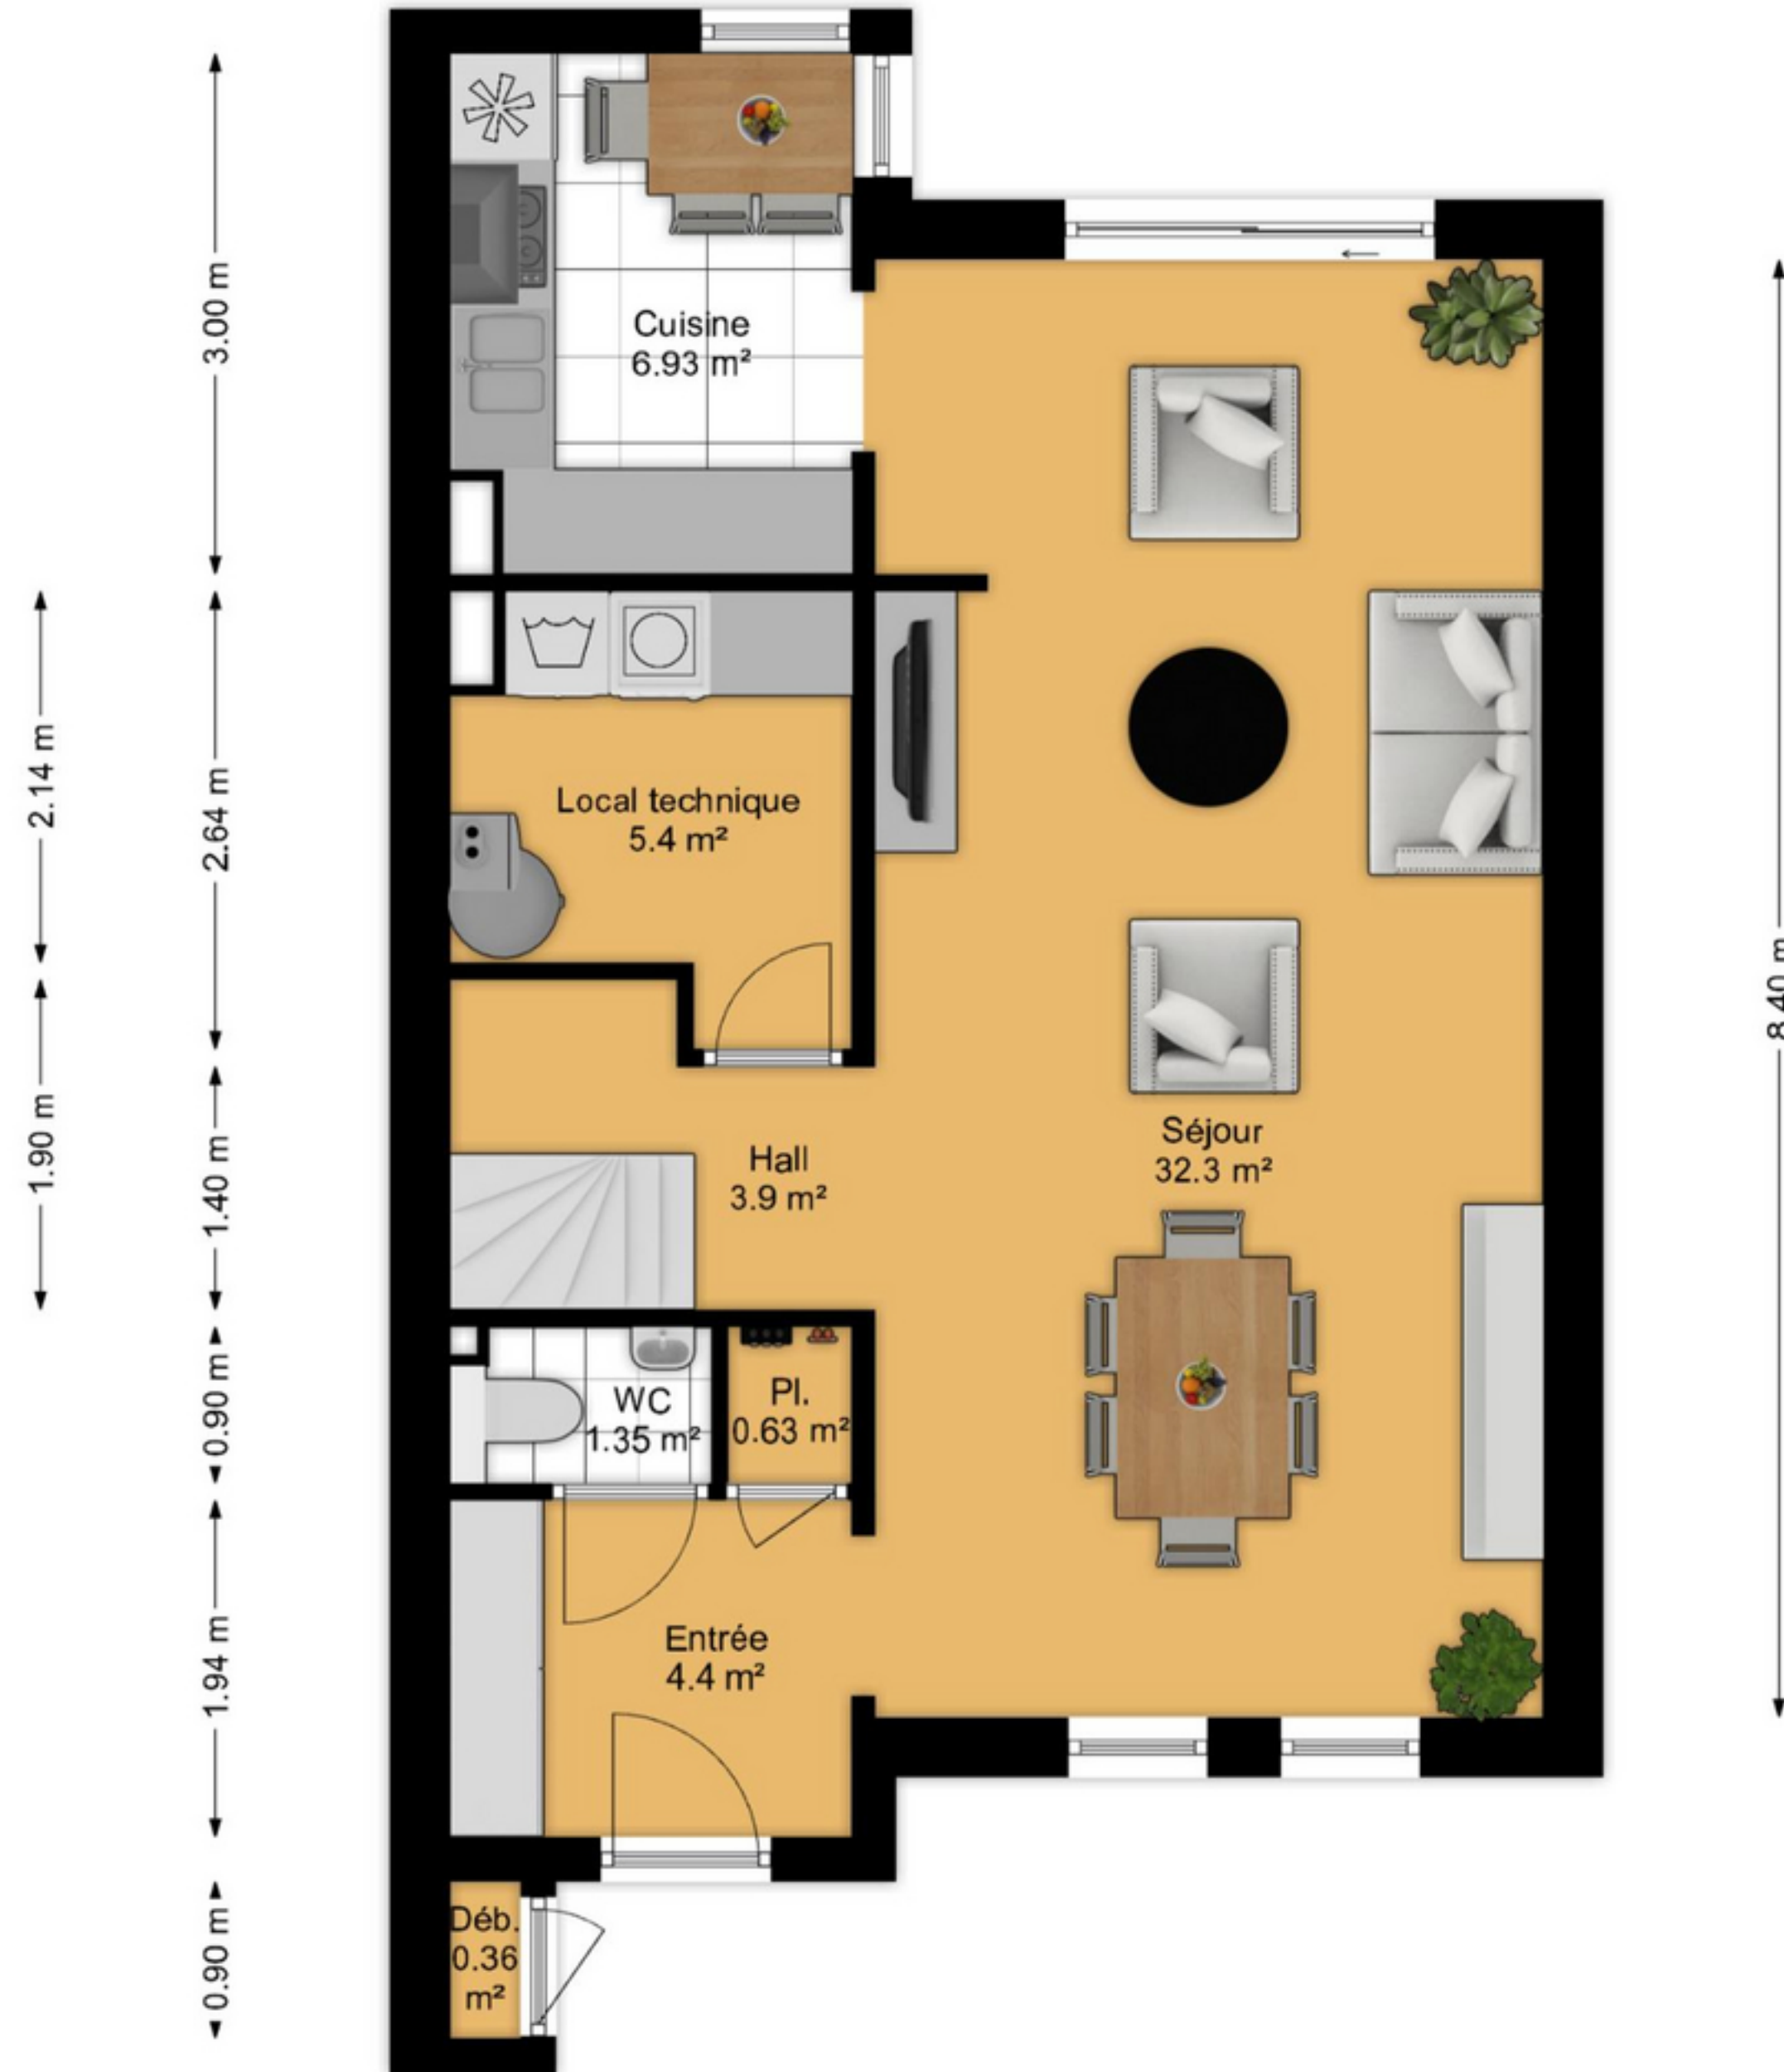 3.00 m
Cuisine
6.93 m²
2.14 m
2.64 m
Local technique
5.4 m²
8.40 m
1.90 m
1.40 m
Hall
3.9 m²
Séjour
32.3 m²
0.90 m
WC
1.35 m²
Pl.
0.63 m²
1.94 m
Entrée
4.4 m²
0.90 m
Déb.
0.36
m²